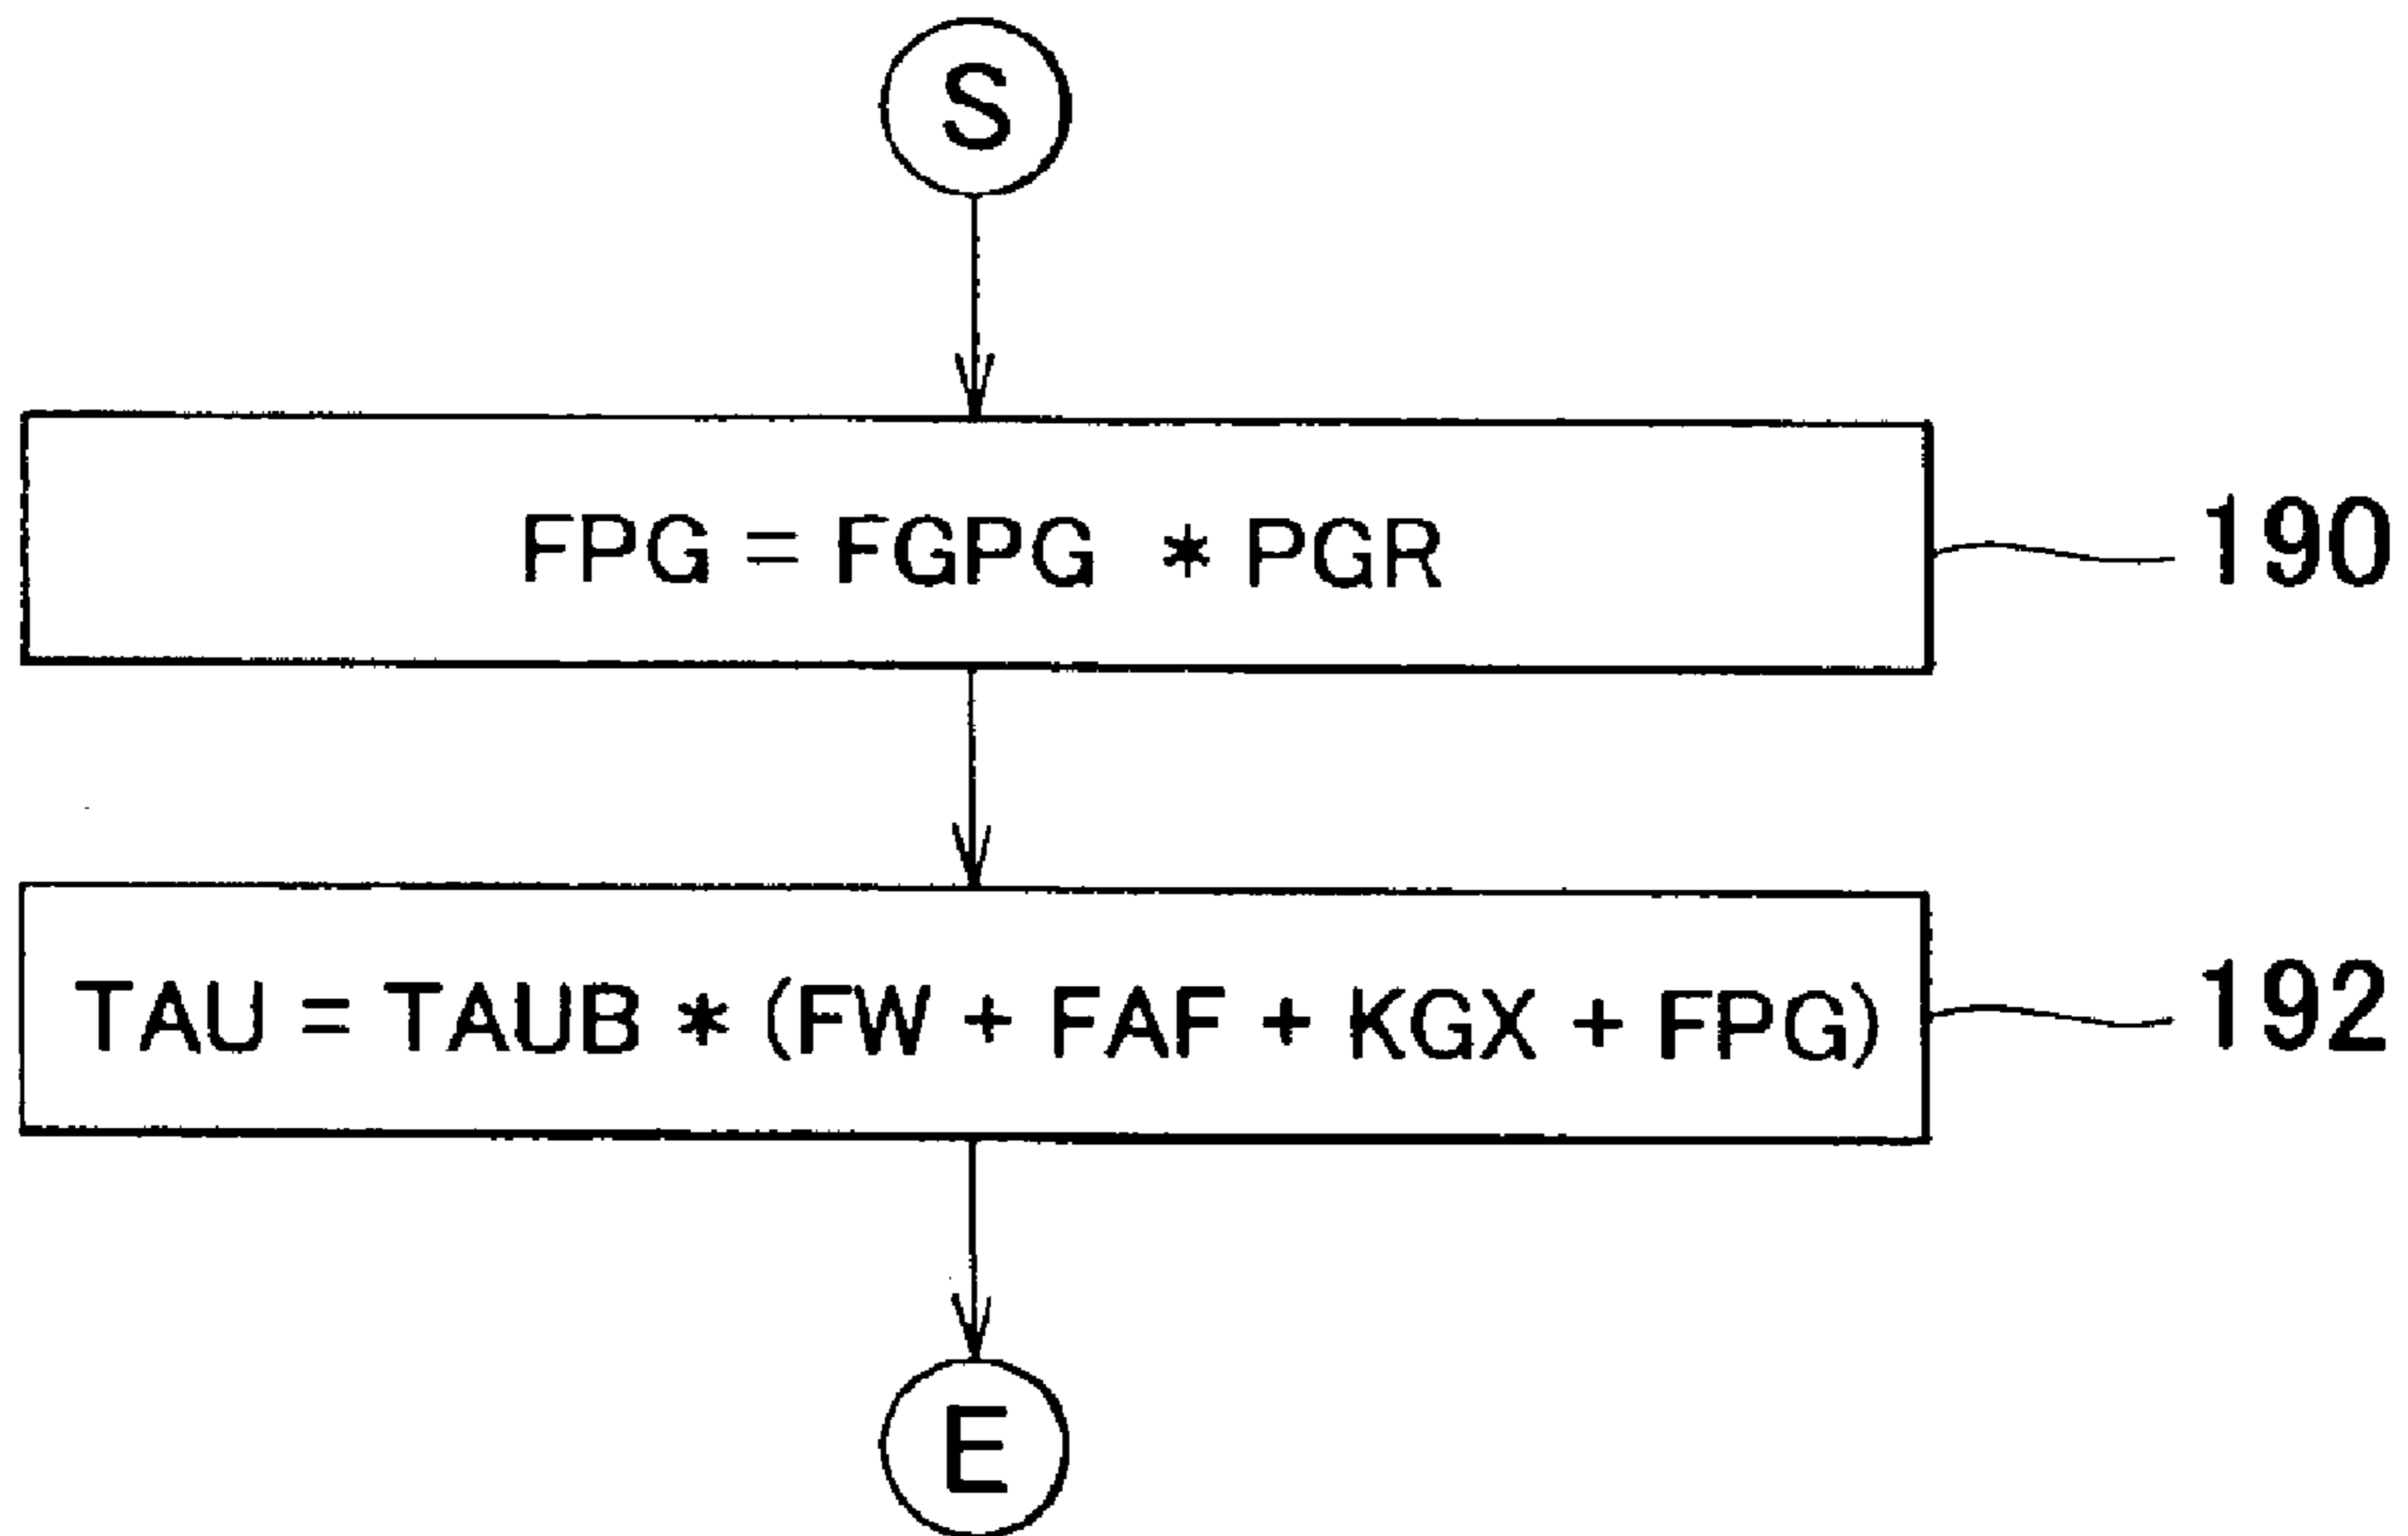 S
FPG = FGPG * PGR
190
TAU = TAUB * (FW + FAF + KGX + FPG)
192
E